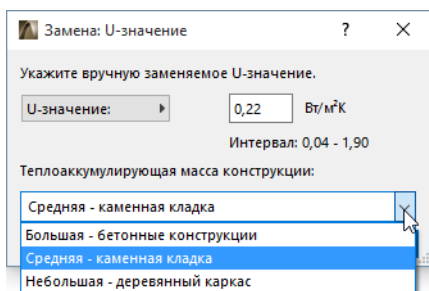 Замена: U-значение ? ×
Укажите вручную заменяемое U-значение.
U-значение: 0,22 Вт/м²К
Интервал: 0,04 - 1,90
Теплоаккумулирующая масса конструкции:
Средняя - каменная кладка
Большая - бетонные конструкции
Средняя - каменная кладка
Небольшая - деревянный каркас